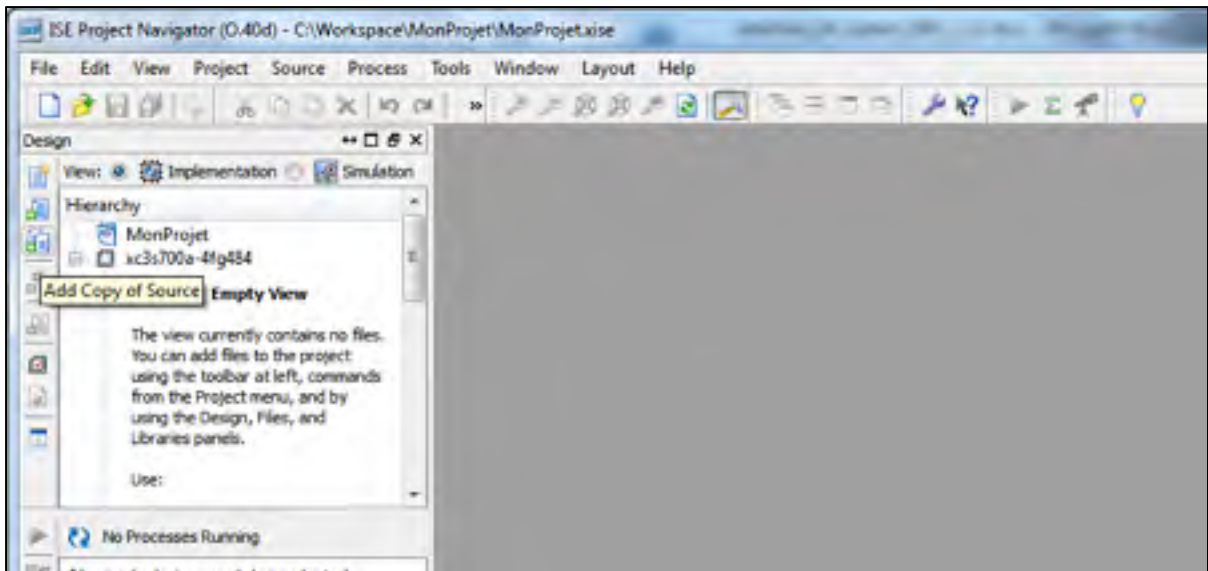 ISE Project Navigator (O.40d) - C:\Workspace\MonProjet\MonProjet.xise
File Edit View Project Source Process Tools Window Layout Help
Design
View: Implementation Simulation
Hierarchy
MonProjet
xc3s700a-4fg484
Add Copy of Source Empty View
The view currently contains no files.
You can add files to the project
using the toolbar at left, commands
from the Project menu, and by
using the Design, Files, and
Libraries panels.
Use:
No Processes Running